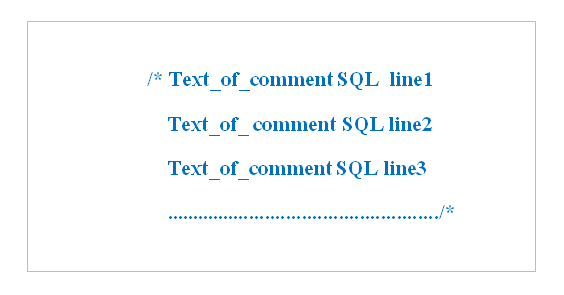 /* Text_of_comment SQL  line1
Text_of_ comment SQL line2
Text_of_comment SQL line3
....................................................../*